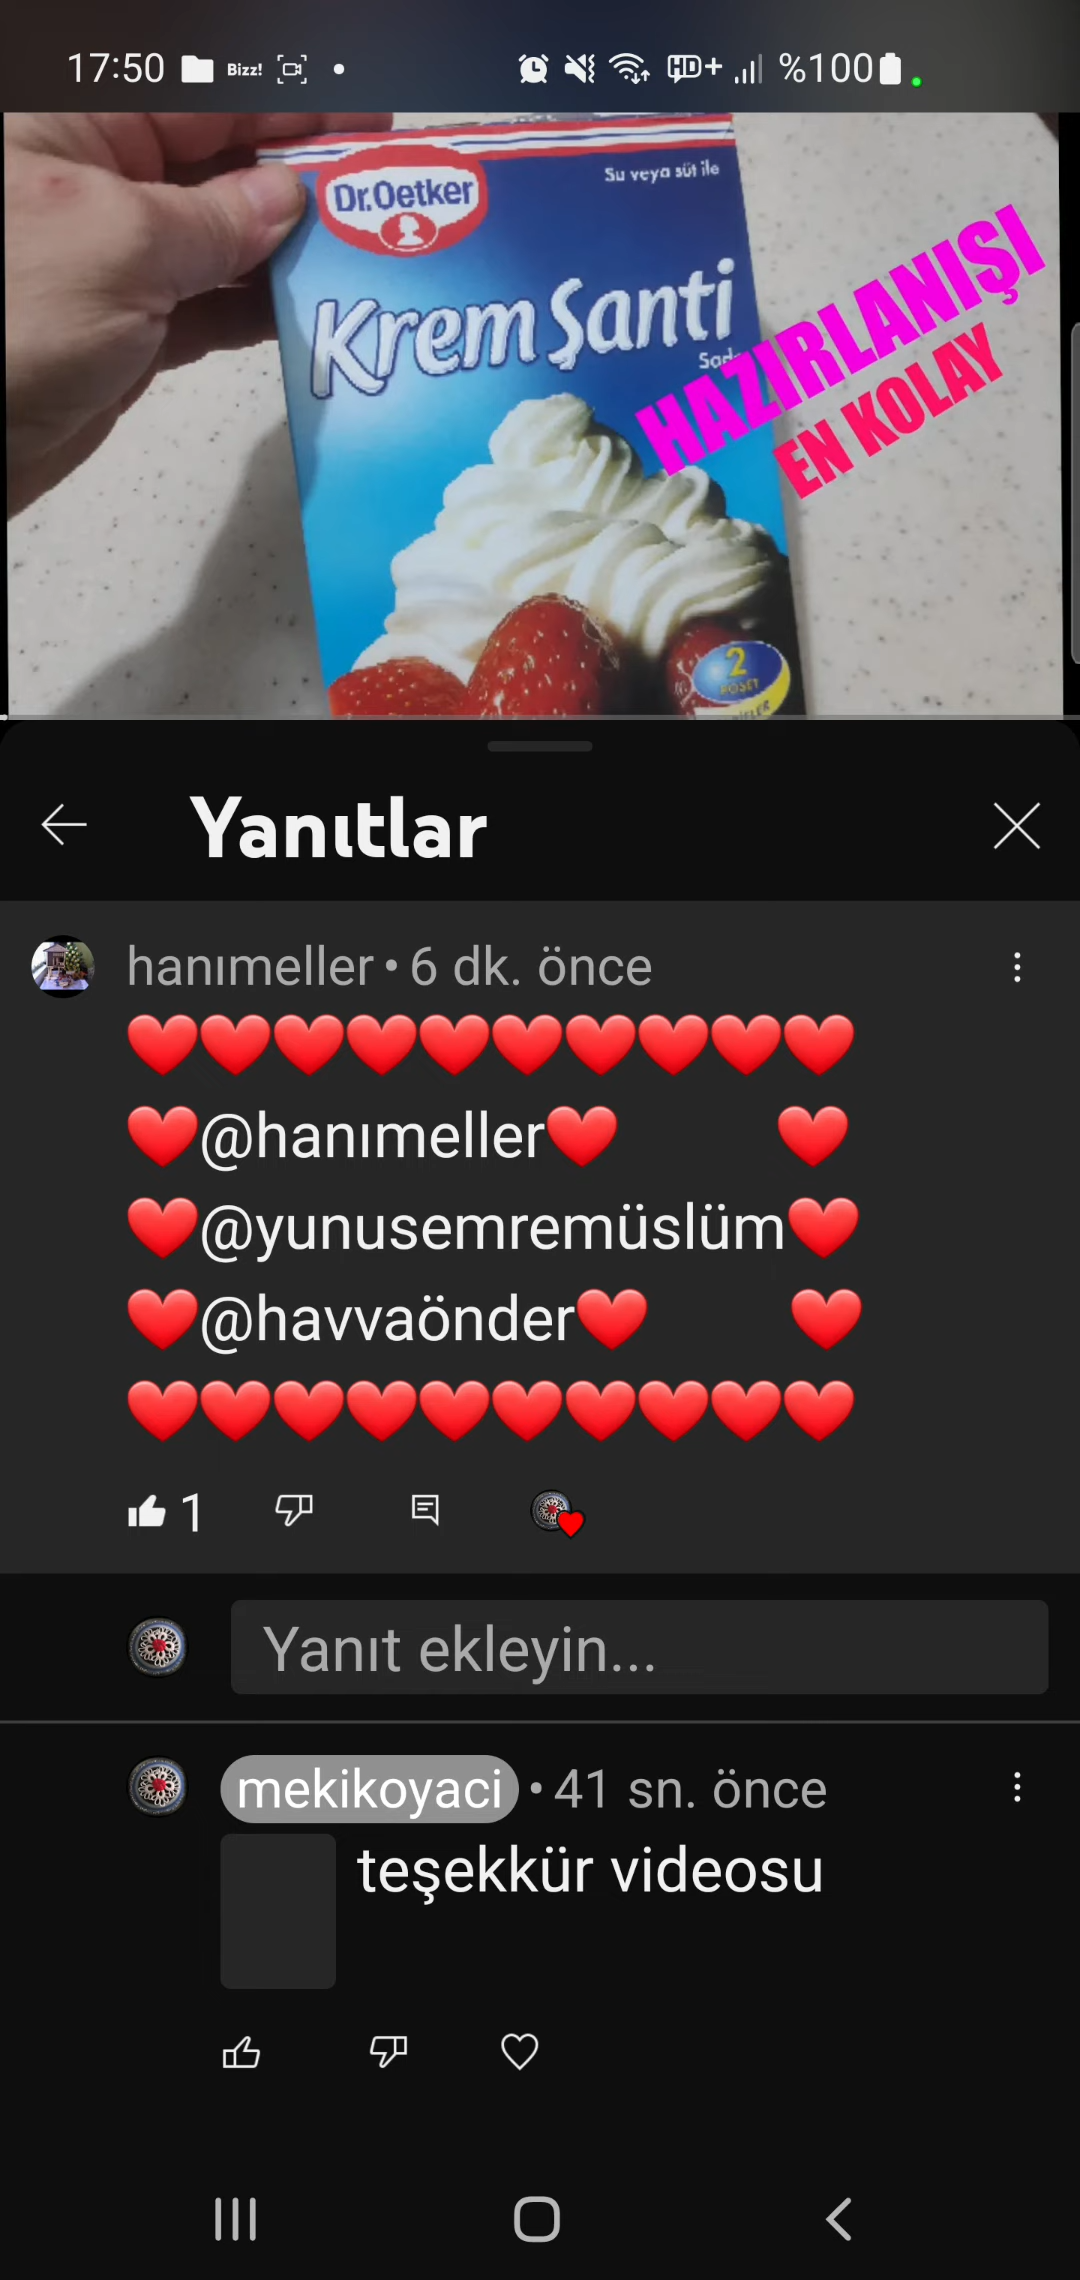 17:50 Bizz! HD+ %100
Dr.Oetker
Su veya süt ile
Krem Şanti
HAZIRLANIŞI
EN KOLAY
2
POŞET
Yanıtlar
hanımeller • 6 dk. önce
❤️❤️❤️❤️❤️❤️❤️❤️❤️❤️
❤️@hanımeller❤️ ❤️
❤️@yunusemremüslüm❤️
❤️@havvaönder❤️ ❤️
❤️❤️❤️❤️❤️❤️❤️❤️❤️❤️
1
Yanıt ekleyin...
mekikoyaci • 41 sn. önce
teşekkür videosu